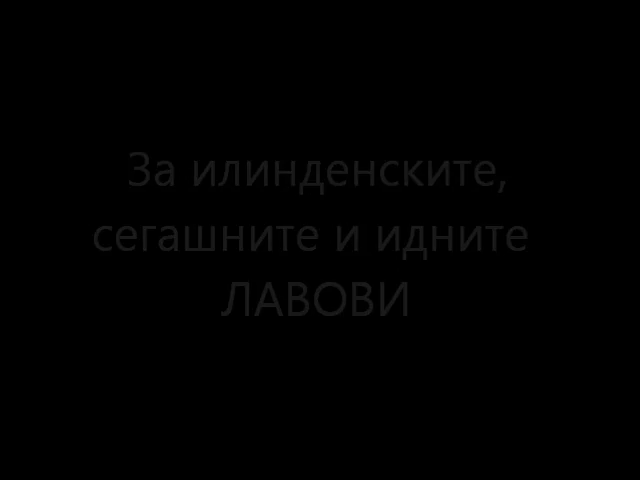 За илинденските,
сегашните и идните
ЛАВОВИ